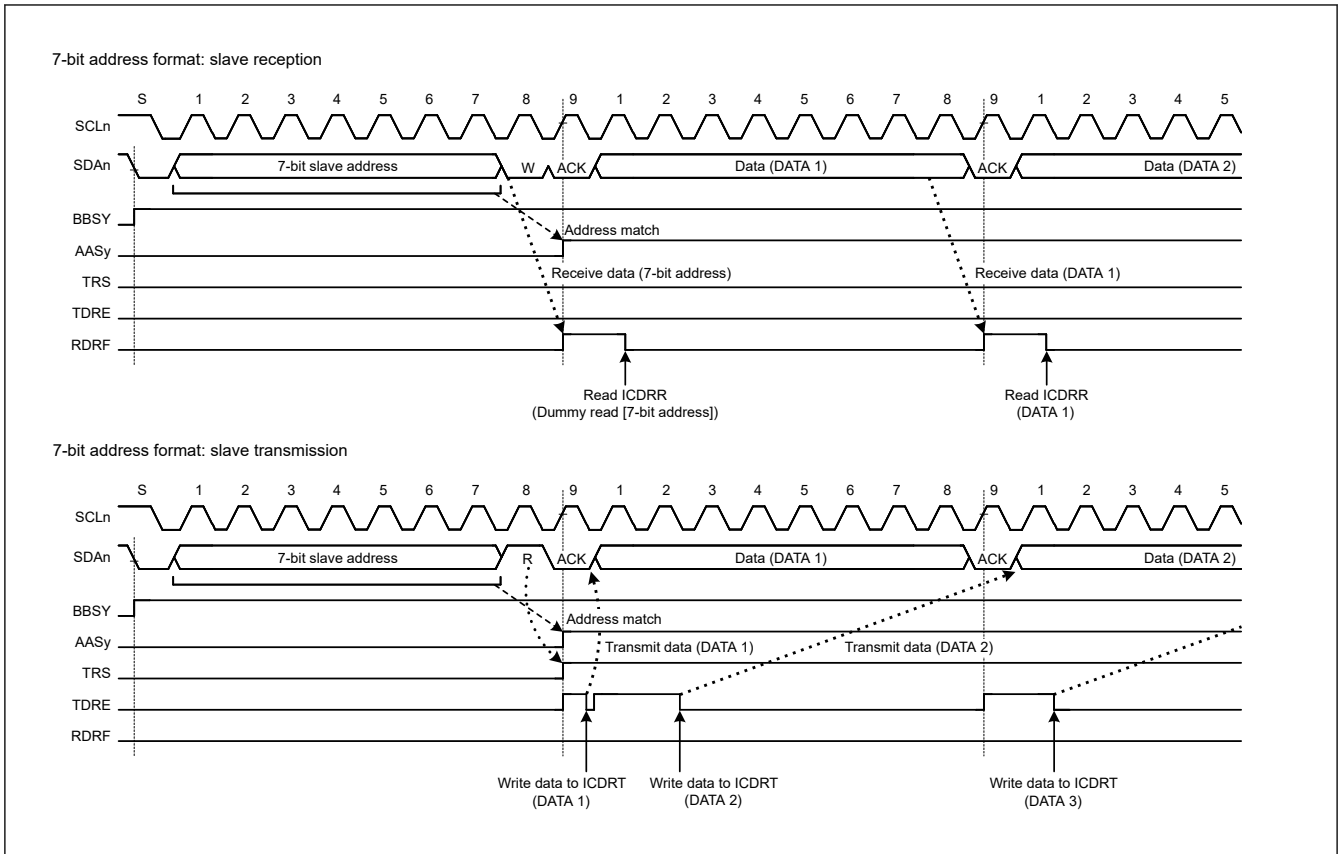 7-bit address format: slave reception
S 1 2 3 4 5 6 7 8 9 1 2 3 4 5 6 7 8 9 1 2 3 4 5
SCLn
SDAn 7-bit slave address W ACK Data (DATA 1) ACK Data (DATA 2)
BBSY
Address match
AASy
Receive data (7-bit address) Receive data (DATA 1)
TRS
TDRE
RDRF
Read ICDRR Read ICDRR
(Dummy read [7-bit address]) (DATA 1)
7-bit address format: slave transmission
S 1 2 3 4 5 6 7 8 9 1 2 3 4 5 6 7 8 9 1 2 3 4 5
SCLn
SDAn 7-bit slave address R ACK Data (DATA 1) ACK Data (DATA 2)
BBSY
Address match
AASy
Transmit data (DATA 1) Transmit data (DATA 2)
TRS
TDRE
RDRF
Write data to ICDRT Write data to ICDRT Write data to ICDRT
(DATA 1) (DATA 2) (DATA 3)